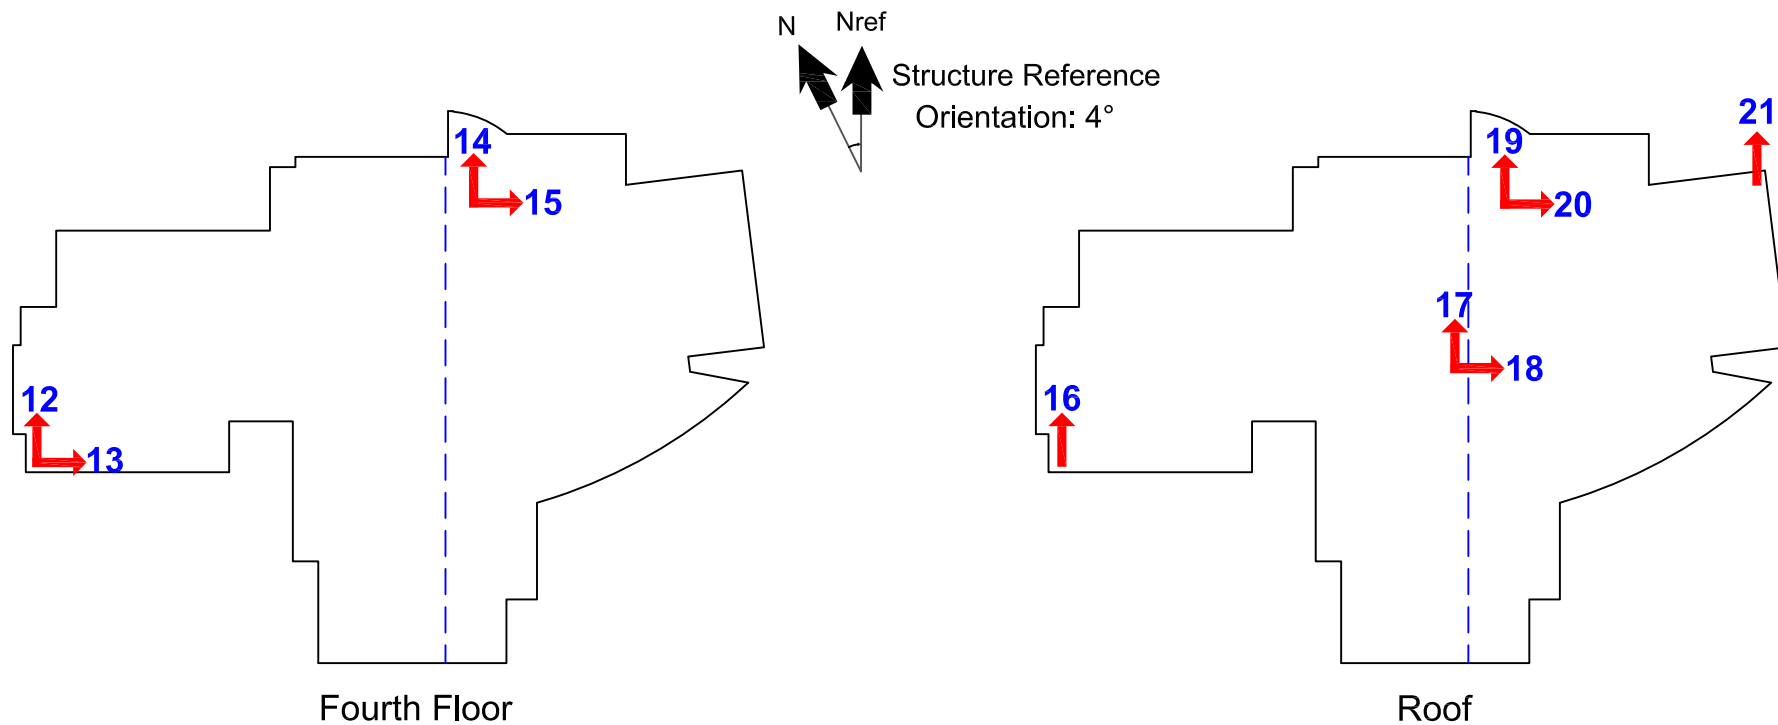 N
Nref
Structure Reference
Orientation: 4°
14
15
12
13
Fourth Floor
19
20
21
17
18
16
Roof